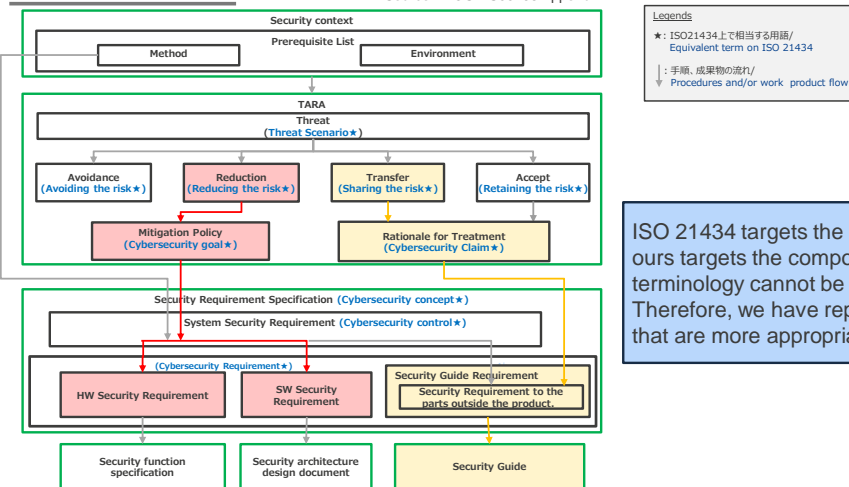 Security context
Prerequisite List
Method
Environment
TARA
Threat
(Threat Scenario★)
Avoidance
(Avoiding the risk★)
Reduction
(Reducing the risk★)
Transfer
(Sharing the risk★)
Accept
(Retaining the risk★)
Mitigation Policy
(Cybersecurity goal★)
Rationale for Treatment
(Cybersecurity Claim★)
Security Requirement Specification (Cybersecurity concept★)
System Security Requirement (Cybersecurity control★)
(Cybersecurity Requirement★)
HW Security Requirement
SW Security
Requirement
Security Guide Requirement
Security Requirement to the
parts outside the product.
Security function
specification
Security architecture
design document
Security Guide
Legends
★: ISO21434上で相当する用語/
Equivalent term on ISO 21434
: 手順、成果物の流れ/
Procedures and/or work product flow
ISO 21434 targets the
ours targets the compo
terminology cannot be
Therefore, we have rep
that are more appropria